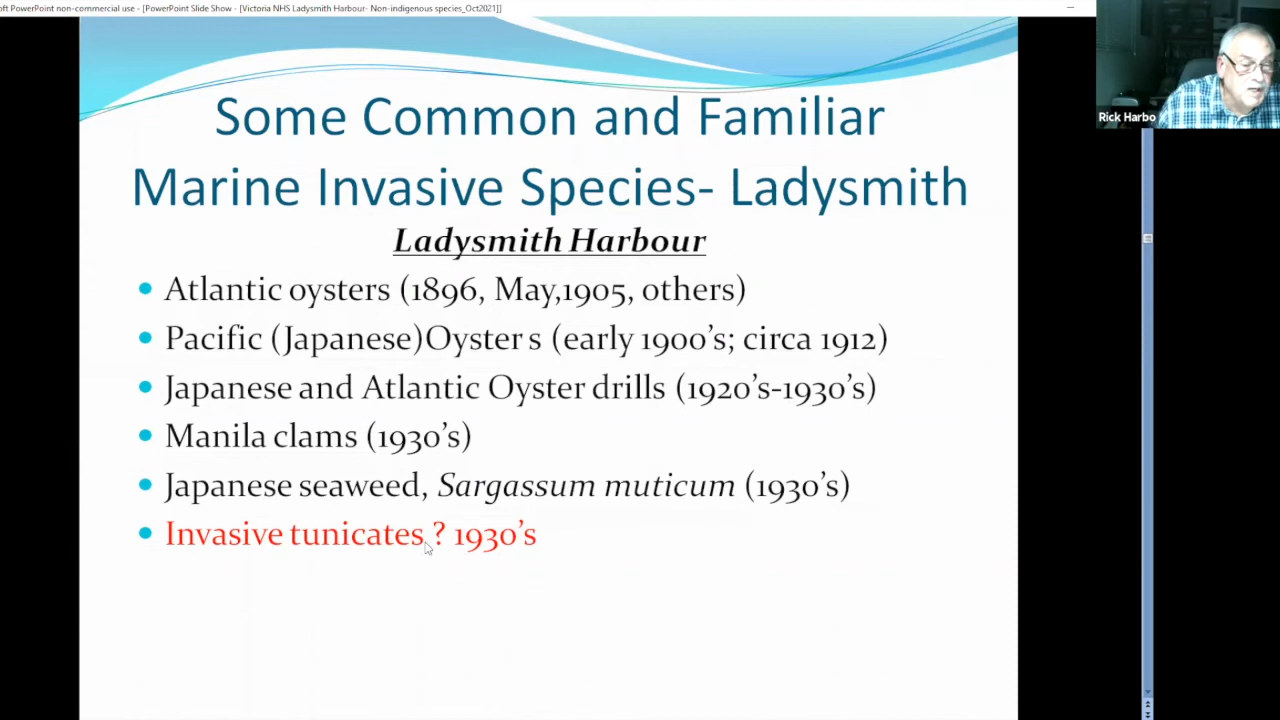 oft PowerPoint non-commercial use - [PowerPoint Slide Show - [Victoria NHS Ladysmith Harbour- Non-indigenous species_Oct2021]]
Rick Harbo
Some Common and Familiar
Marine Invasive Species- Ladysmith
Ladysmith Harbour
• Atlantic oysters (1896, May,1905, others)
• Pacific (Japanese)Oyster s (early 1900’s; circa 1912)
• Japanese and Atlantic Oyster drills (1920’s-1930’s)
• Manila clams (1930’s)
• Japanese seaweed, Sargassum muticum (1930’s)
• Invasive tunicates ? 1930’s